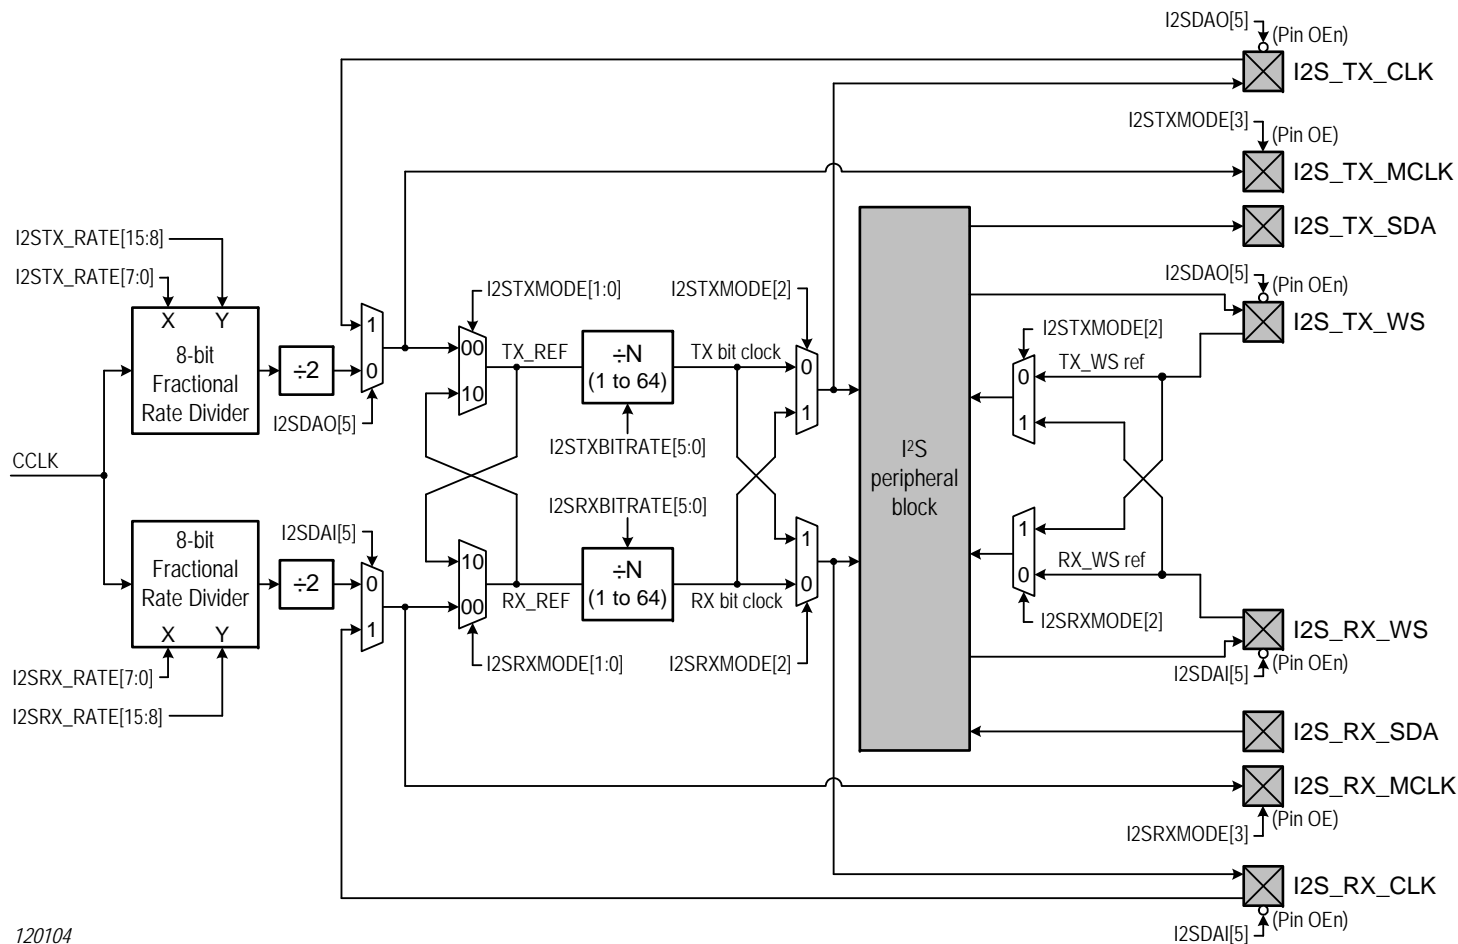 I2SDAO[5]
(Pin OEn)
I2S_TX_CLK
I2STXMODE[3]
(Pin OE)
I2S_TX_MCLK
I2STX_RATE[15:8]
I2S_TX_SDA
I2STX_RATE[7:0]
I2SDAO[5]
(Pin OEn)
I2STXMODE[1:0]
I2STXMODE[2]
I2S_TX_WS
X Y
1
I2STXMODE[2]
8-bit
Fractional
Rate Divider
÷2
0
00
TX_REF
÷N
(1 to 64)
TX bit clock
0
TX_WS ref
0
10
I2SDAO[5]
1
1
I2STXBITRATE[5:0]
CCLK
I2S
peripheral
block
I2SRXBITRATE[5:0]
I2SDAI[5]
1
1
8-bit
Fractional
Rate Divider
÷2
0
10
÷N
(1 to 64)
RX_WS ref
0
00
RX_REF
RX bit clock
0
1
I2SRXMODE[2]
I2S_RX_WS
X Y
I2SRX_RATE[7:0]
I2SRXMODE[1:0]
I2SRXMODE[2]
(Pin OEn)
I2SDAI[5]
I2SRX_RATE[15:8]
I2S_RX_SDA
I2S_RX_MCLK
(Pin OE)
I2SRXMODE[3]
I2S_RX_CLK
(Pin OEn)
I2SDAI[5]
120104